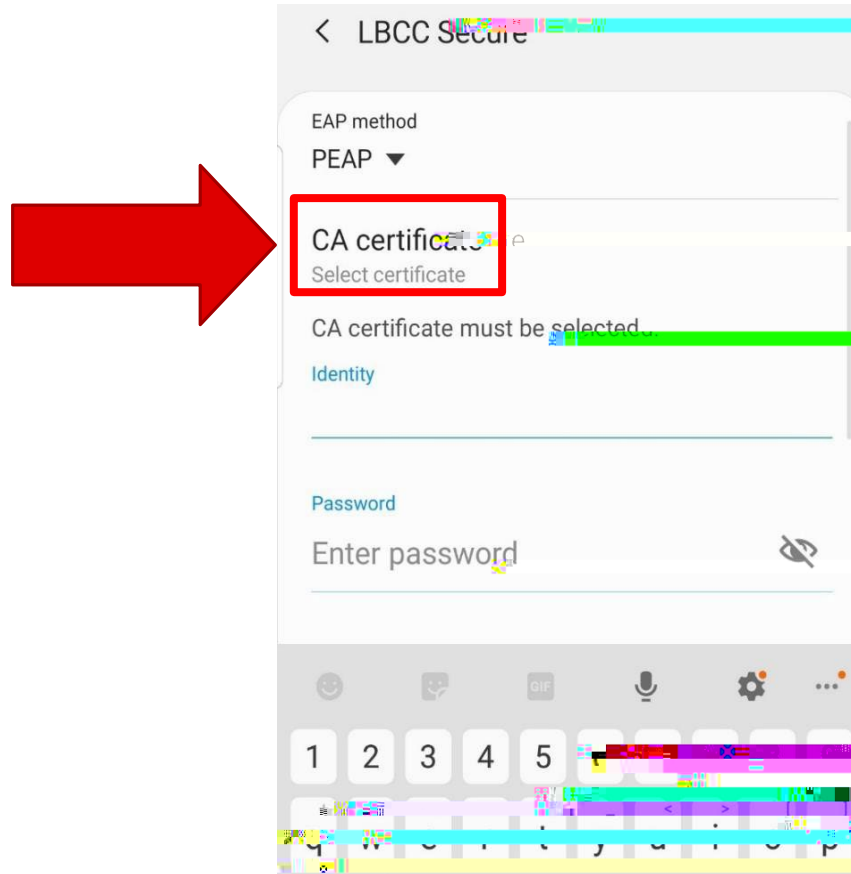 LBCC Secure
EAP method
PEAP
CA certificate
Select certificate
CA certificate must be selected.
Identity
Password
Enter password
GIF
1 2 3 4 5
q w e r t y u i o p